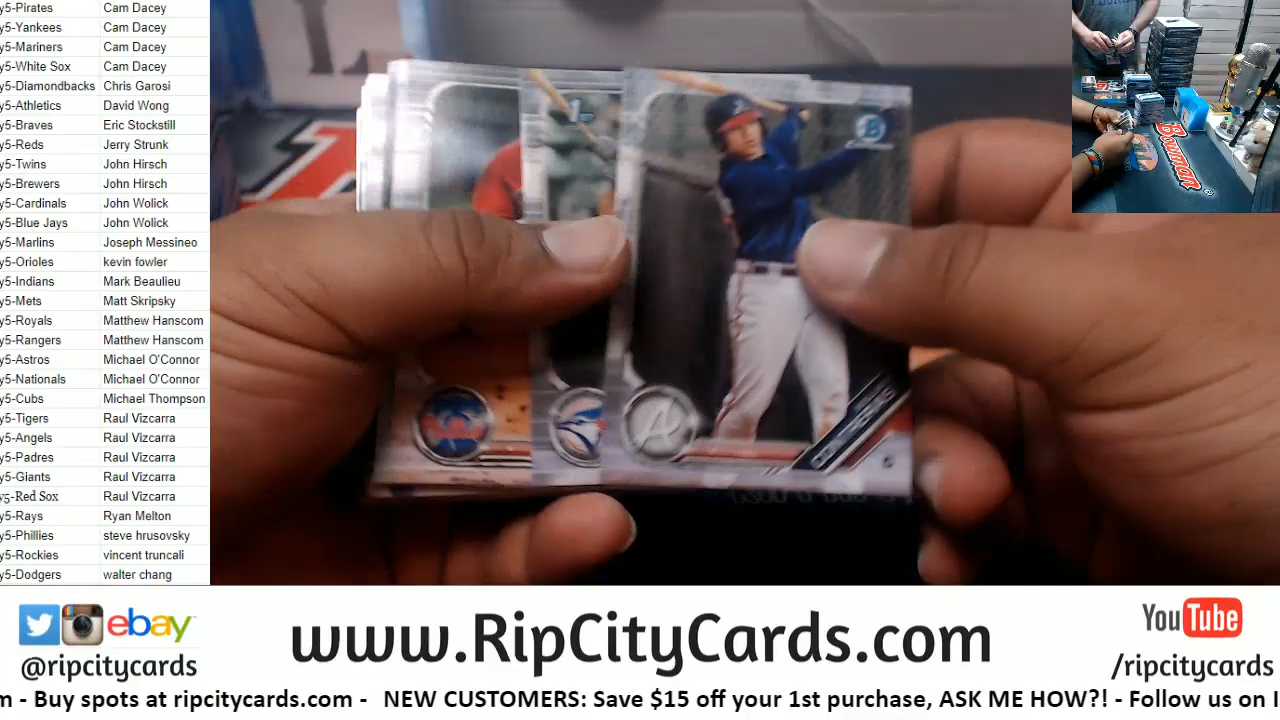 y5-Pirates Cam Dacey
y5-Yankees Cam Dacey
y5-Mariners Cam Dacey
y5-White Sox Cam Dacey
y5-Diamondbacks Chris Garosi
y5-Athletics David Wong
y5-Braves Eric Stockstill
y5-Reds Jerry Strunk
y5-Twins John Hirsch
y5-Brewers John Hirsch
y5-Cardinals John Wolick
y5-Blue Jays John Wolick
y5-Marlins Joseph Messineo
y5-Orioles kevin fowler
y5-Indians Mark Beaulieu
y5-Mets Matt Skripsky
y5-Royals Matthew Hanscom
y5-Rangers Matthew Hanscom
y5-Astros Michael O'Connor
y5-Nationals Michael O'Connor
y5-Cubs Michael Thompson
y5-Tigers Raul Vizcarra
y5-Angels Raul Vizcarra
y5-Padres Raul Vizcarra
y5-Giants Raul Vizcarra
y5-Red Sox Raul Vizcarra
y5-Rays Ryan Melton
y5-Phillies steve hrusovsky
y5-Rockies vincent truncali
y5-Dodgers walter chang
1st
B
A
Bowman
ebay
@ripcitycards
www.RipCityCards.com
YouTube
/ripcitycards
m - Buy spots at ripcitycards.com - NEW CUSTOMERS: Save $15 off your 1st purchase, ASK ME HOW?! - Follow us on I